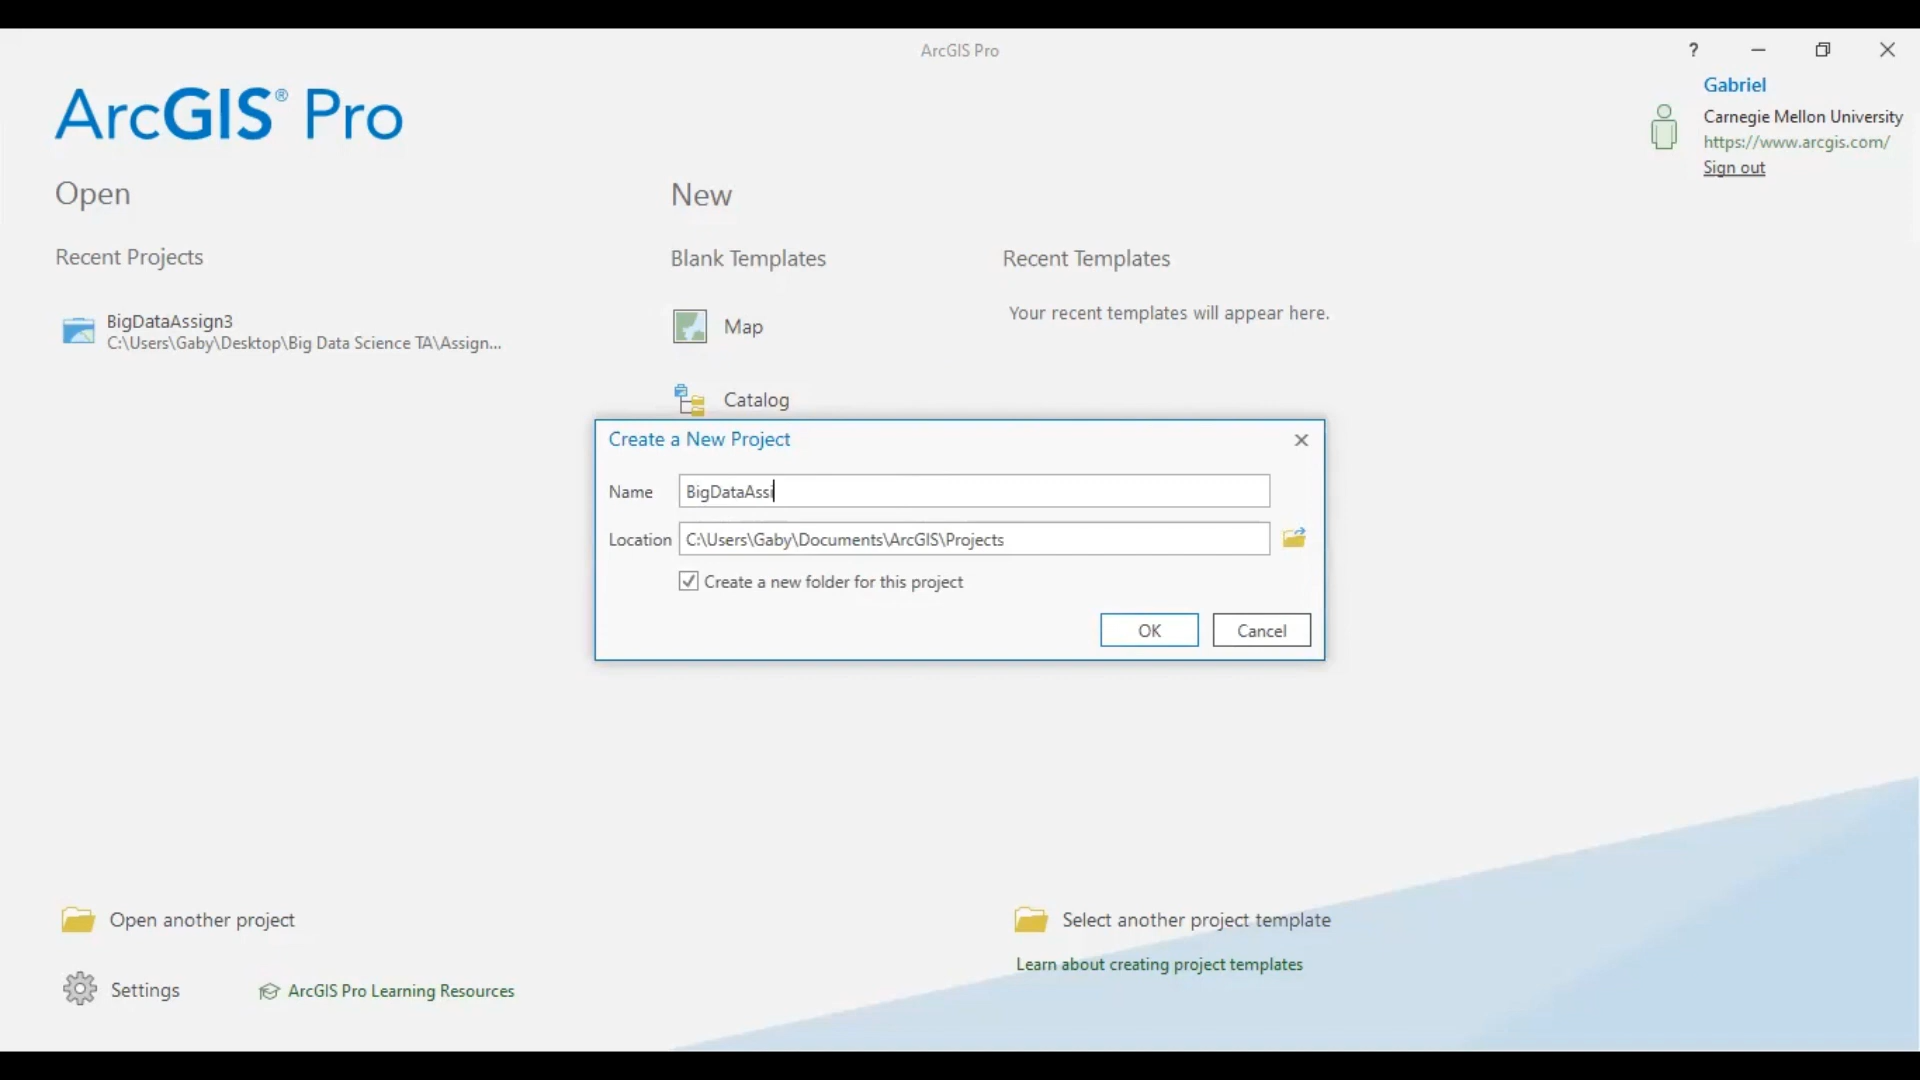 ArcGIS Pro
?
ArcGIS® Pro
Gabriel
Carnegie Mellon University
https://www.arcgis.com/
Sign out
Open
New
Recent Projects
Blank Templates
Recent Templates
BigDataAssign3
C:\Users\Gaby\Desktop\Big Data Science TA\Assign...
Map
Your recent templates will appear here.
Catalog
Create a New Project
Name
BigDataAssi
Location
C:\Users\Gaby\Documents\ArcGIS\Projects
Create a new folder for this project
OK
Cancel
Open another project
Select another project template
Learn about creating project templates
Settings
ArcGIS Pro Learning Resources